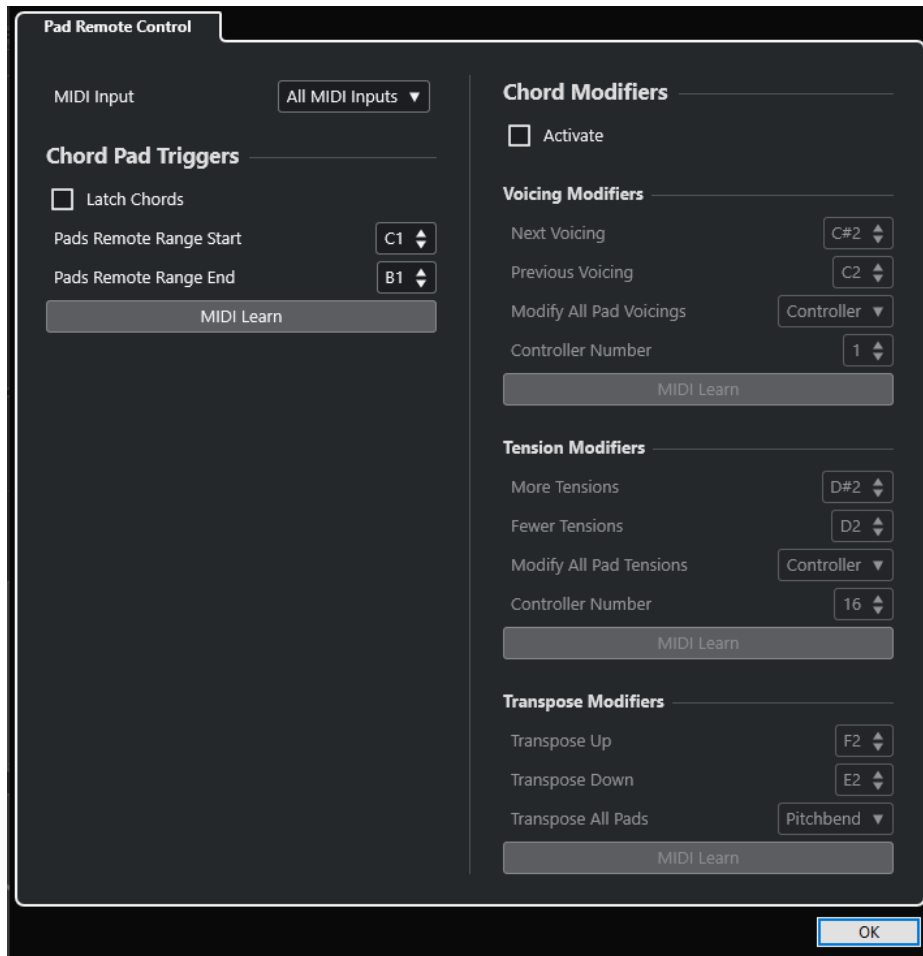 Pad Remote Control
MIDI Input All MIDI Inputs
Chord Pad Triggers
Latch Chords
Pads Remote Range Start C1
Pads Remote Range End B1
MIDI Learn
Chord Modifiers
Activate
Voicing Modifiers
Next Voicing C#2
Previous Voicing C2
Modify All Pad Voicings Controller
Controller Number 1
MIDI Learn
Tension Modifiers
More Tensions D#2
Fewer Tensions D2
Modify All Pad Tensions Controller
Controller Number 16
MIDI Learn
Transpose Modifiers
Transpose Up F2
Transpose Down E2
Transpose All Pads Pitchbend
MIDI Learn
OK